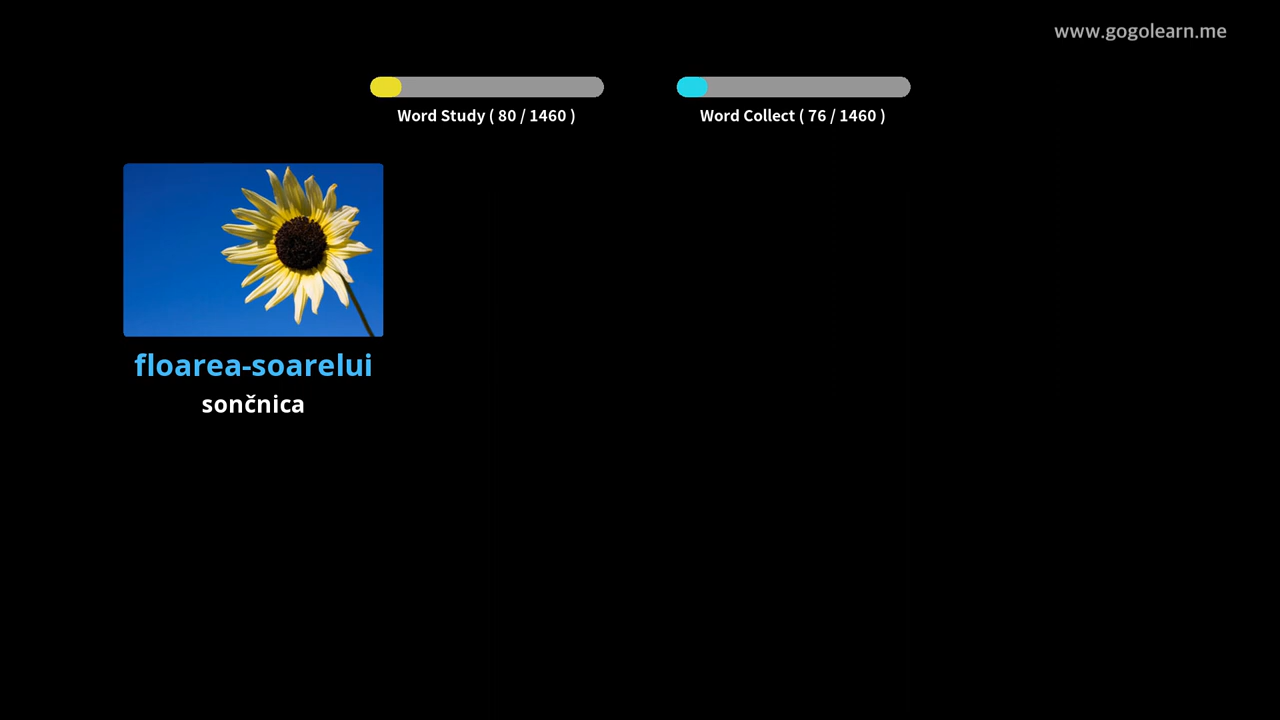 www.gogolearn.me
Word Study ( 80 / 1460 )
Word Collect ( 76 / 1460 )
floarea-soarelui
sončnica